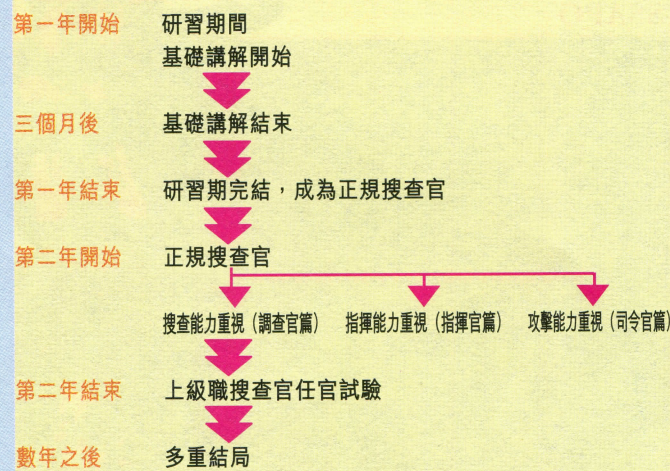 第一年開始 研習期間
基礎講解開始
三個月後 基礎講解結束
第一年結束 研習期完結，成為正規搜查官
第二年開始 正規搜查官
搜查能力重視（調查官篇） 指揮能力重視（指揮官篇） 攻擊能力重視（司令官篇）
第二年結束 上級職搜查官任官試驗
數年之後 多重結局